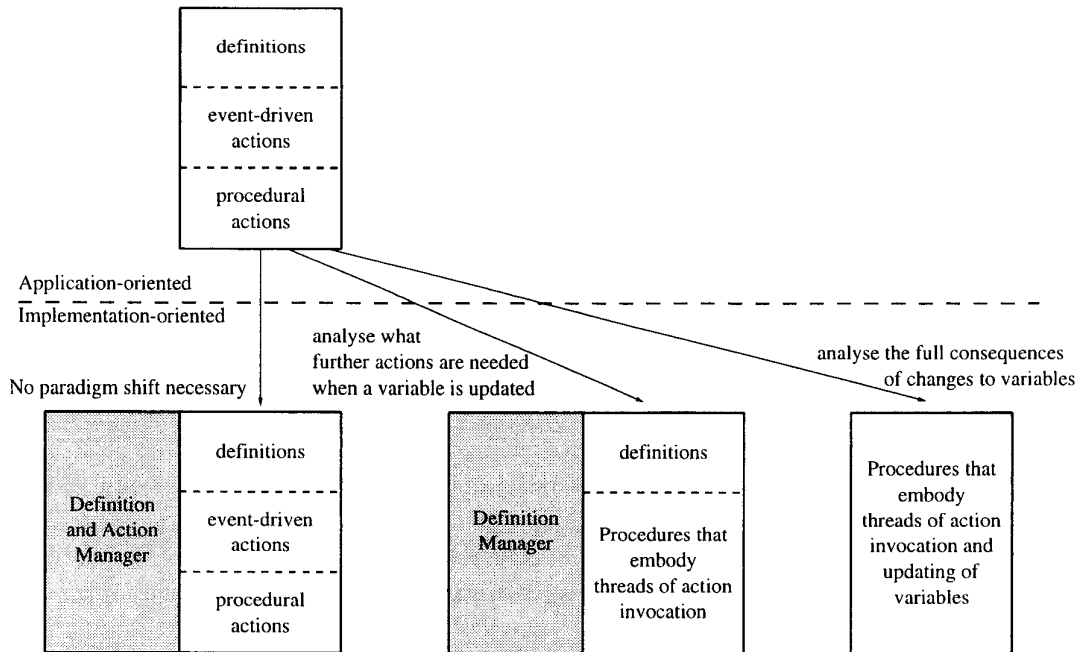 definitions
event-driven
actions
procedural
actions
Application-oriented
Implementation-oriented
analyse what
further actions are needed
when a variable is updated
analyse the full consequences
of changes to variables
No paradigm shift necessary
Definition
and Action
Manager
definitions
event-driven
actions
procedural
actions
Definition
Manager
definitions
Procedures that
embody
threads of action
invocation
Procedures that
embody
threads of action
invocation and
updating of
variables